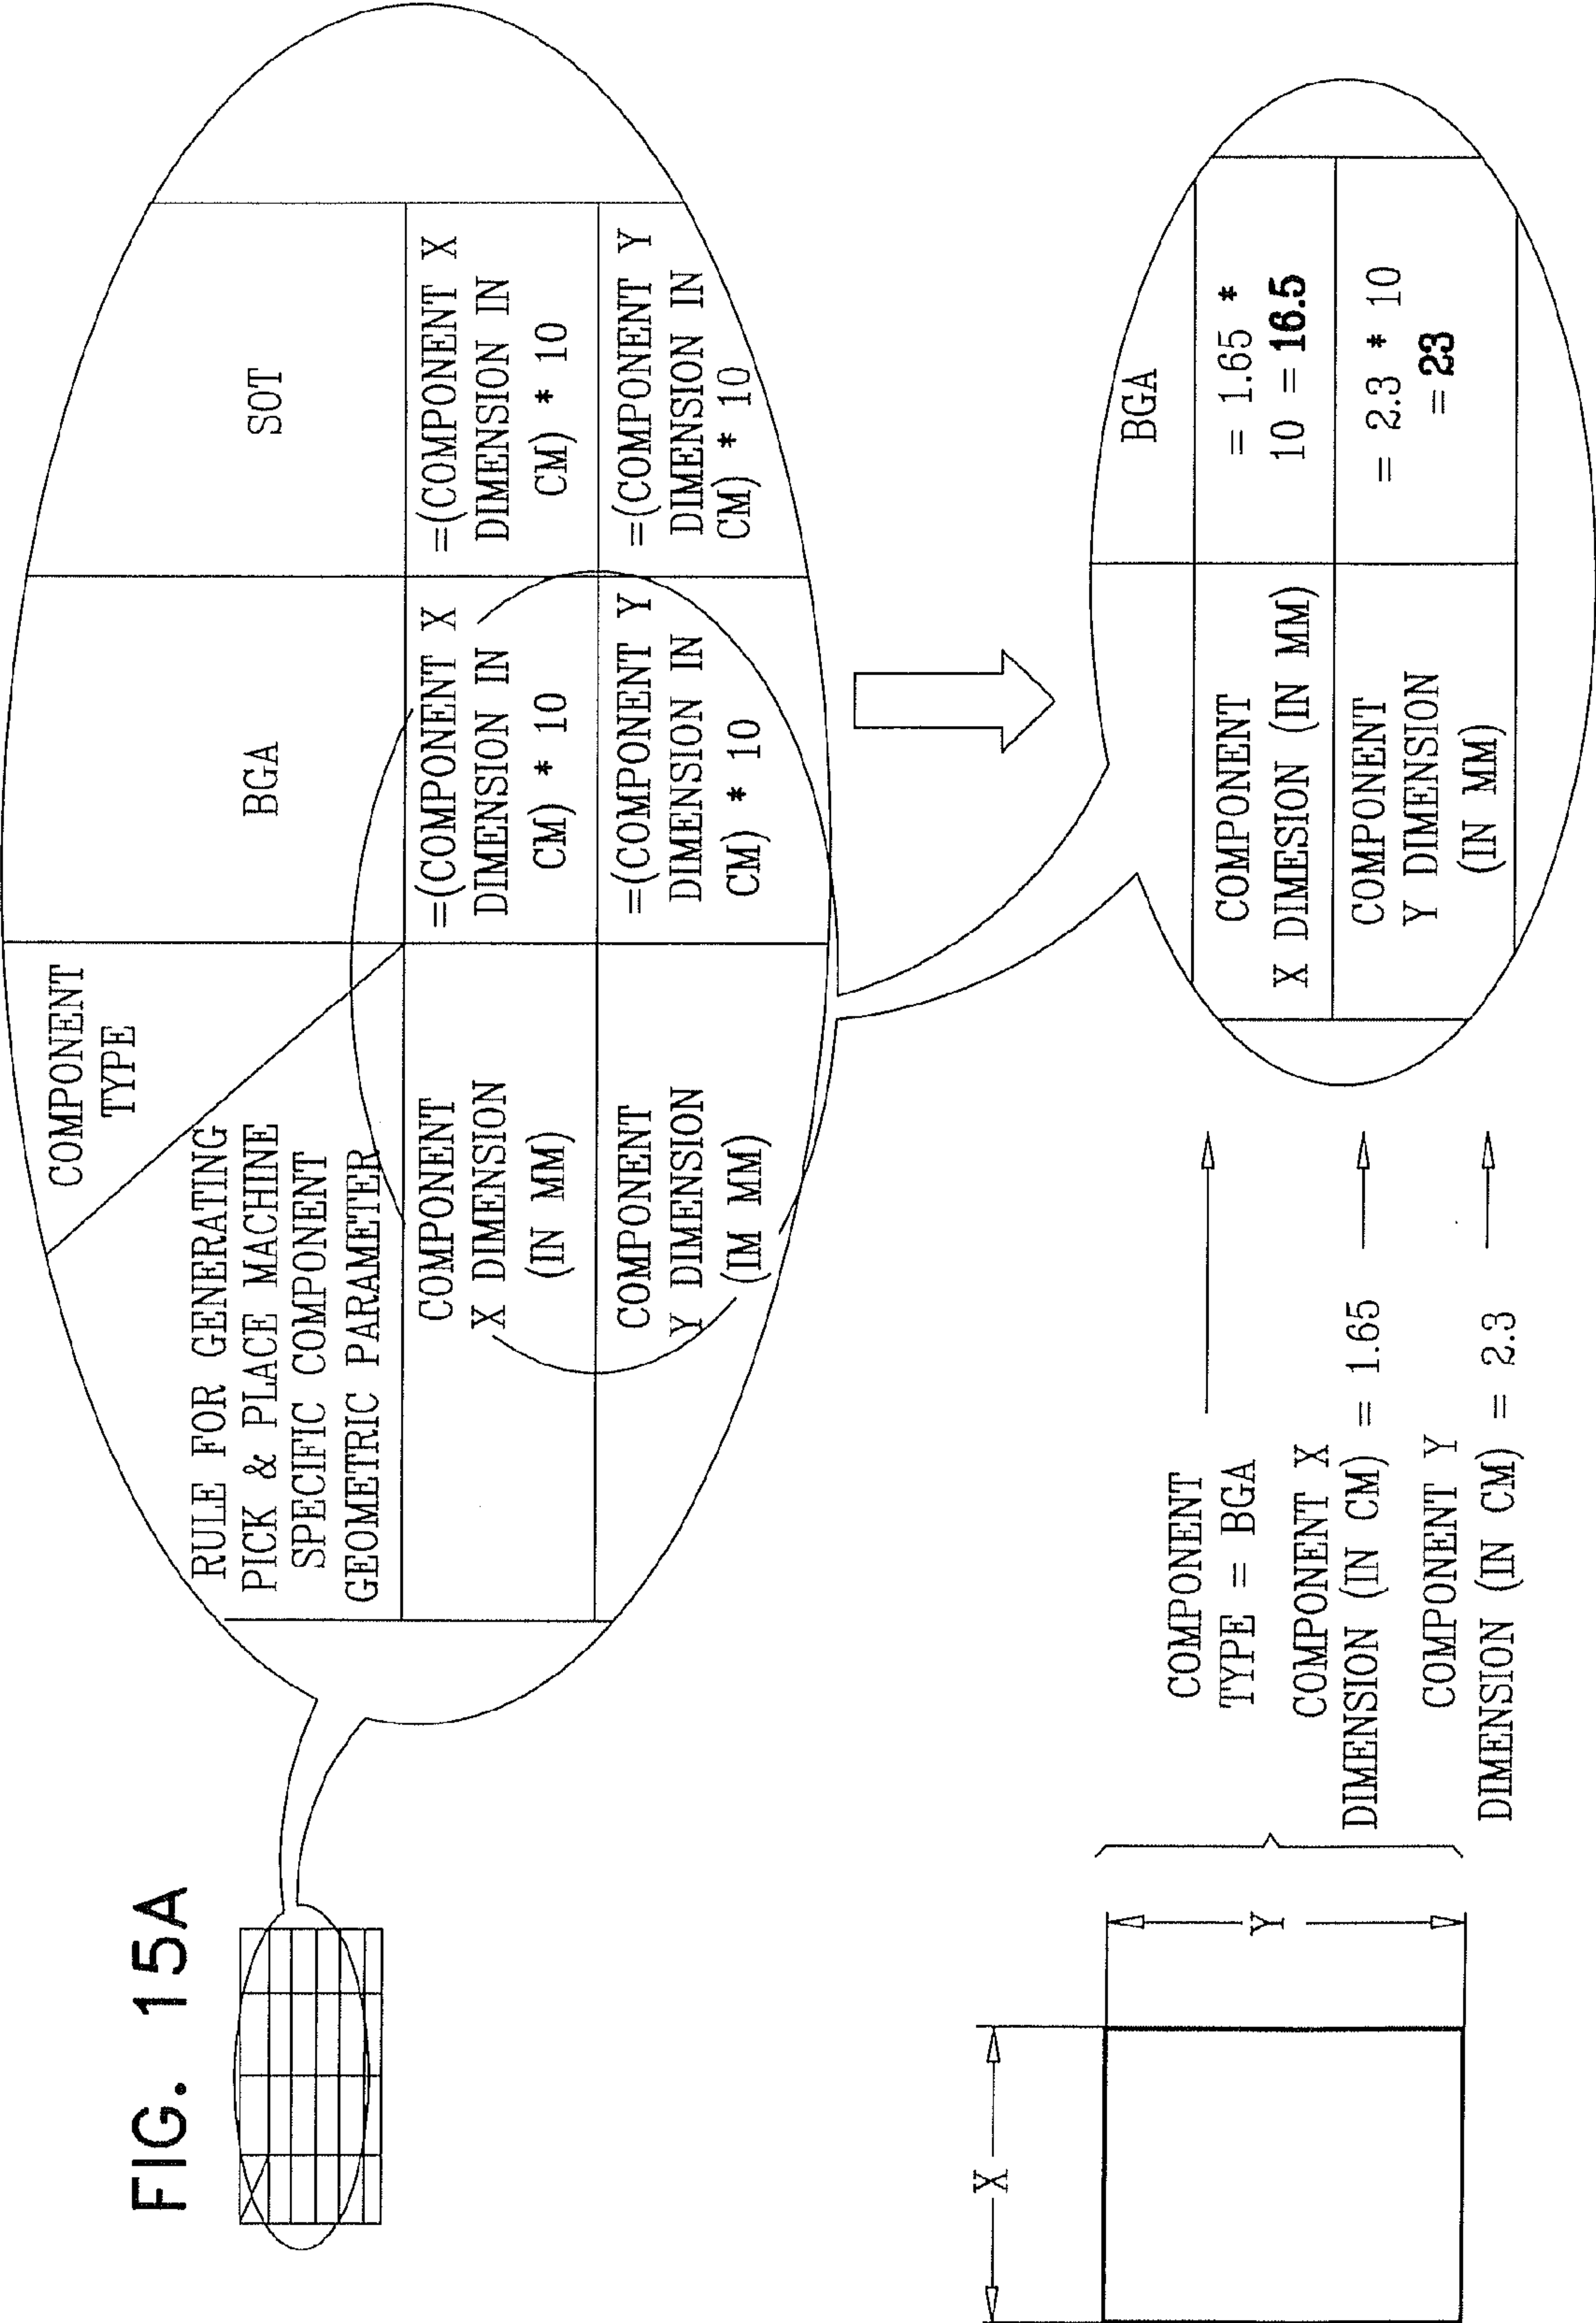 FIG. 15A
COMPONENT
TYPE
RULE FOR GENERATING
PICK & PLACE MACHINE
SPECIFIC COMPONENT
GEOMETRIC PARAMETER
BGA
SOT
COMPONENT
X DIMENSION
(IN MM)
=(COMPONENT X
DIMENSION IN
CM) * 10
=(COMPONENT X
DIMENSION IN
CM) * 10
COMPONENT
Y DIMENSION
(IM MM)
=(COMPONENT Y
DIMENSION IN
CM) * 10
=(COMPONENT Y
DIMENSION IN
CM) * 10
X
Y
COMPONENT
TYPE = BGA
COMPONENT X
DIMENSION (IN CM) = 1.65
COMPONENT Y
DIMENSION (IN CM) = 2.3
BGA
COMPONENT
X DIMESION (IN MM)
= 1.65 *
10 = 16.5
COMPONENT
Y DIMENSION
(IN MM)
= 2.3 * 10
= 23